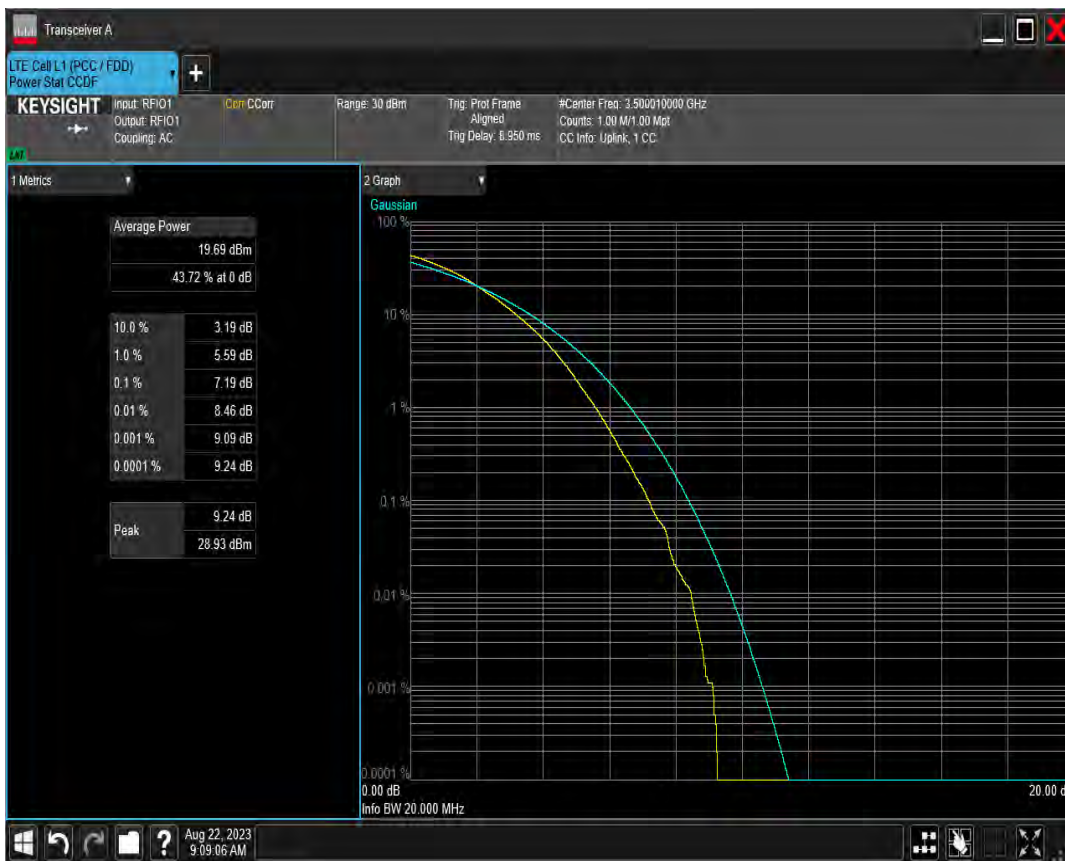 Transceiver A
LTE Cell L1 (PCC / FDD)
Power Stat CCDF
KEYSIGHT
Input: RFIO1
Output: RFIO1
Coupling: AC
Corr CCorr
Range: 30 dBm
Trig: Prot Frame
Aligned
Trig Delay: 8.950 ms
#Center Freq: 3.500010000 GHz
Counts: 1.00 M/1.00 Mpt
CC Info: Uplink, 1 CC
1 Metrics
Average Power
19.69 dBm
43.72 % at 0 dB
10.0 % 3.19 dB
1.0 % 5.59 dB
0.1 % 7.19 dB
0.01 % 8.46 dB
0.001 % 9.09 dB
0.0001 % 9.24 dB
Peak
9.24 dB
28.93 dBm
2 Graph
Gaussian
100 %
10 %
1 %
0.1 %
0.01 %
0.001 %
0.0001 %
0.00 dB
20.00 d
Info BW 20.000 MHz
?
Aug 22, 2023
9:09:06 AM